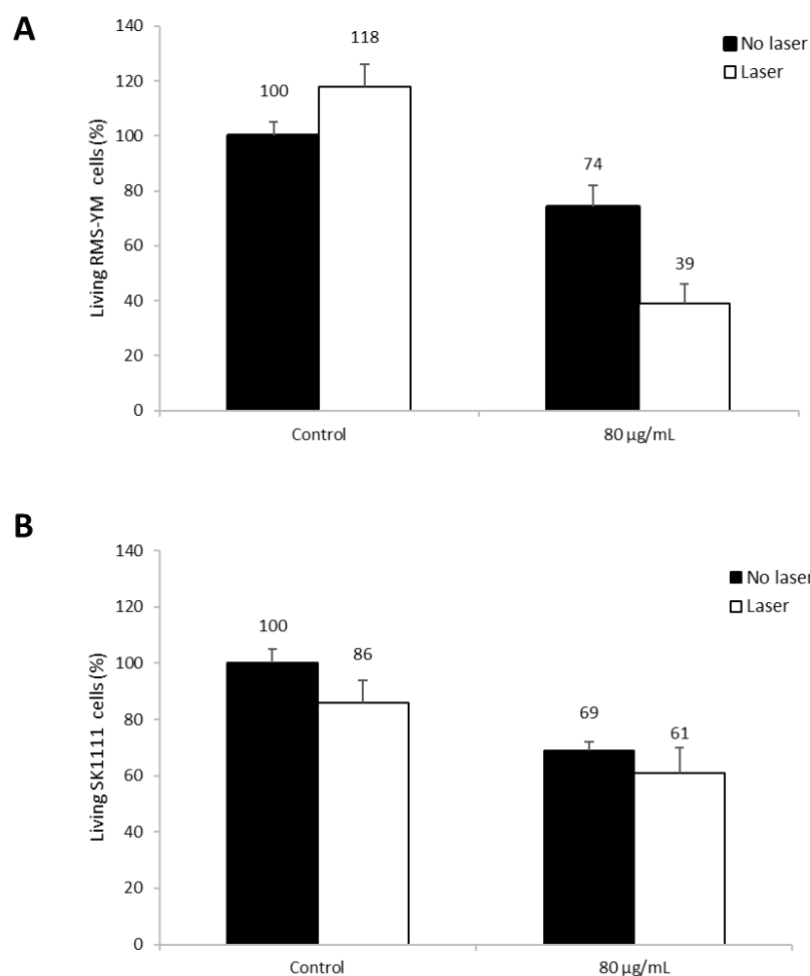 A
Living RMS-YM cells (%)
140
120
100
80
60
40
20
0
100
118
74
39
No laser
Laser
Control
80 µg/mL
B
Living SK1111 cells (%)
140
120
100
80
60
40
20
0
100
86
69
61
No laser
Laser
Control
80 µg/mL